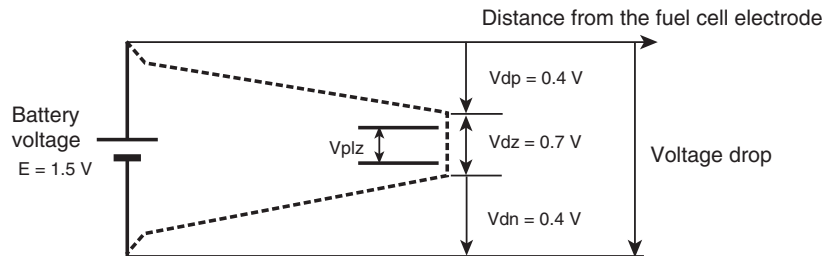 Distance from the fuel cell electrode
Vdp = 0.4 V
Battery
voltage
E = 1.5 V
Vplz
Vdz = 0.7 V
Voltage drop
Vdn = 0.4 V